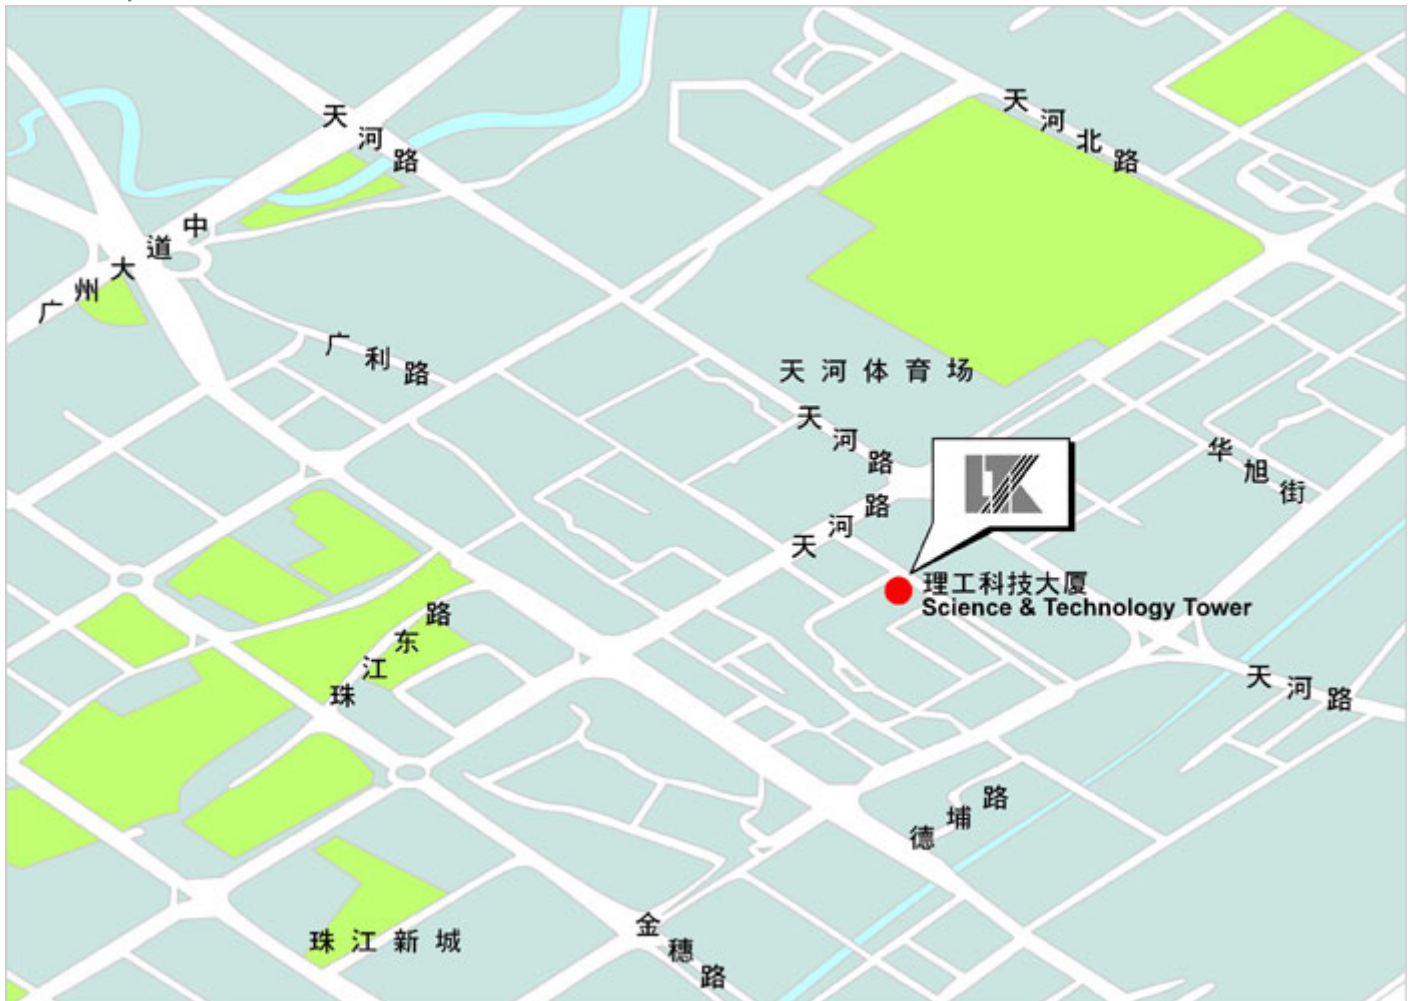 天河北路
天河路
广州大道中
广利路
天河体育场
天河路
华旭街
天河路
理工科技大厦
Science & Technology Tower
珠江东路
天河路
德埔路
珠江新城
金穗路